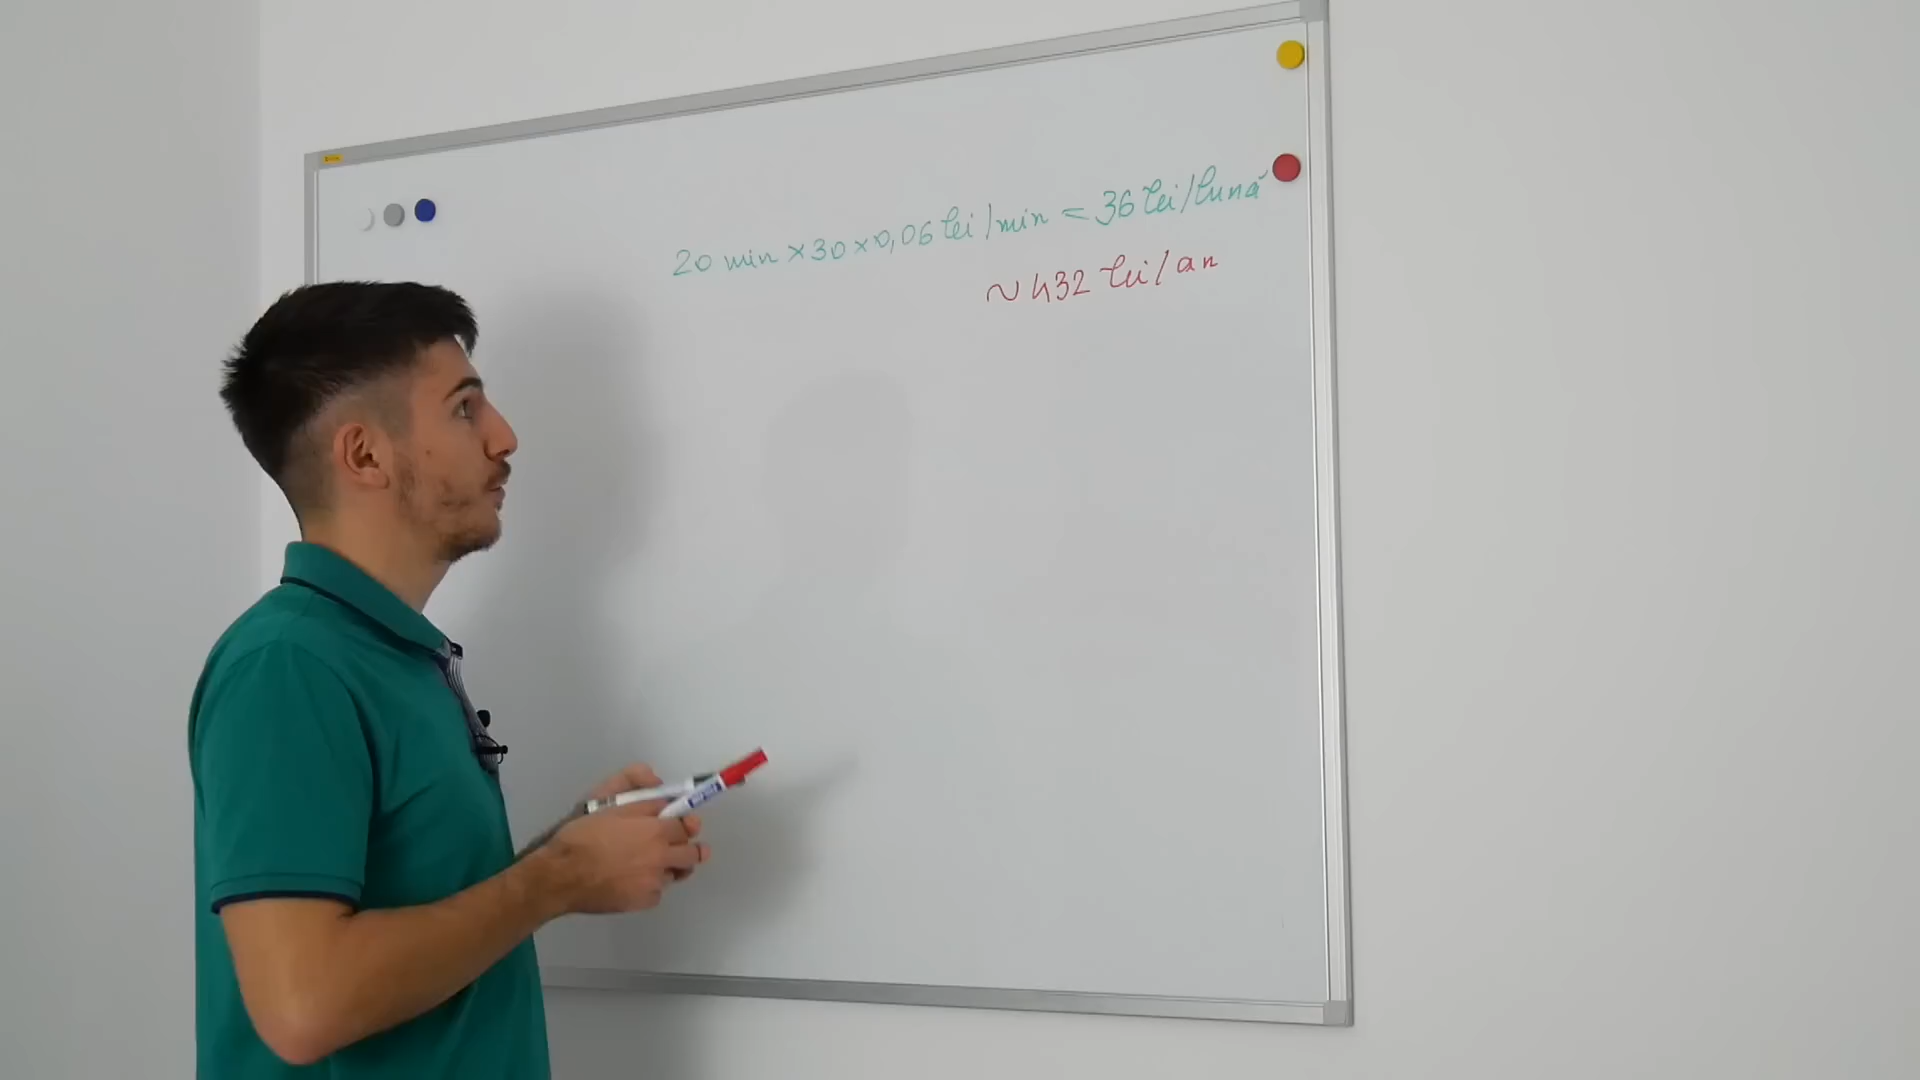 20 min × 30 × 0,06 lei/min = 36 lei/lună
~ 432 lei/an